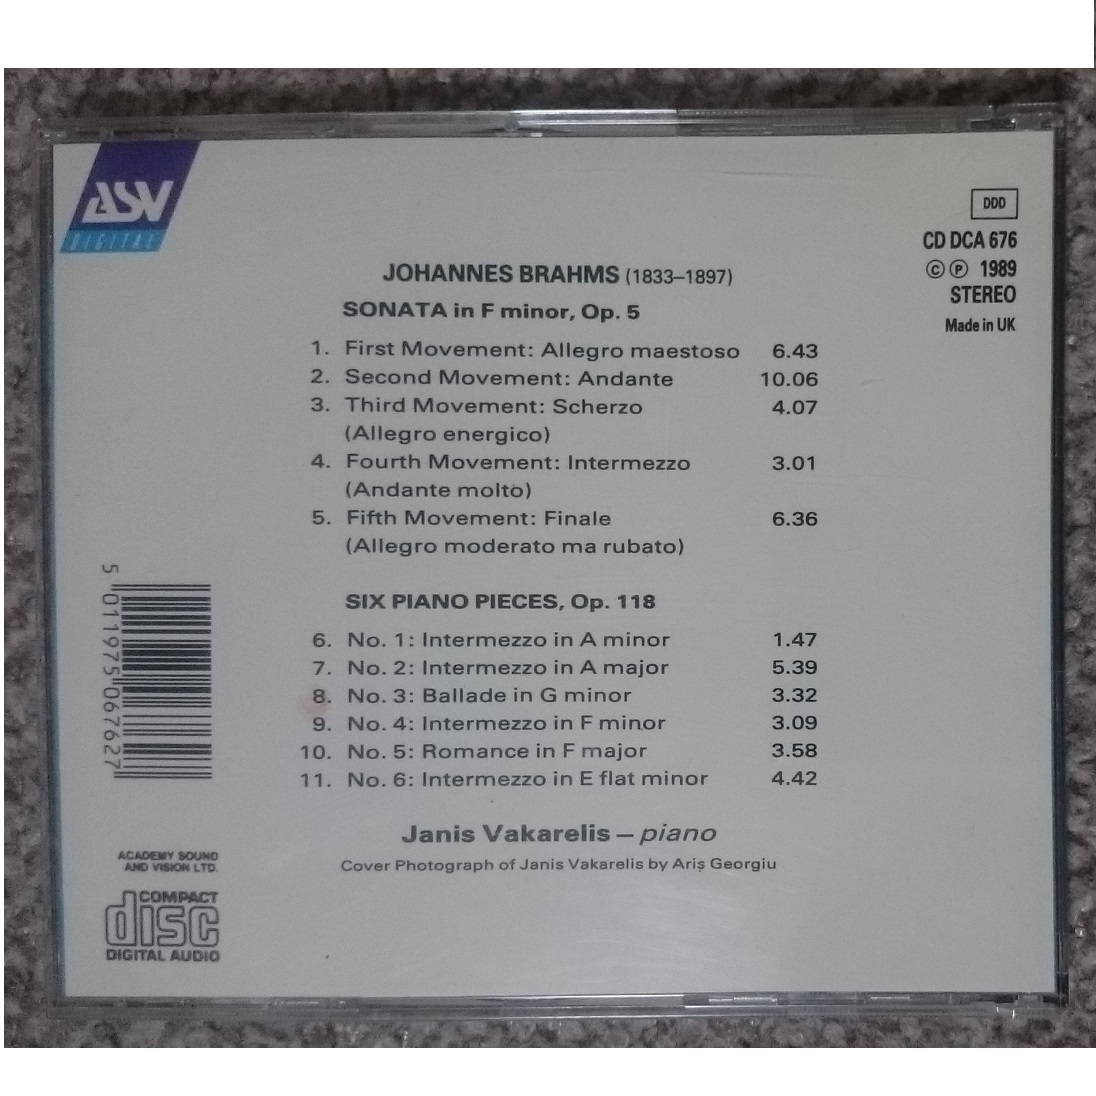 ASV
DIGITAL
DDD
CD DCA 676
Ⓒ Ⓟ 1989
STEREO
Made in UK
JOHANNES BRAHMS (1833–1897)
SONATA in F minor, Op. 5
1. First Movement: Allegro maestoso 6.43
2. Second Movement: Andante 10.06
3. Third Movement: Scherzo 4.07
(Allegro energico)
4. Fourth Movement: Intermezzo 3.01
(Andante molto)
5. Fifth Movement: Finale 6.36
(Allegro moderato ma rubato)
SIX PIANO PIECES, Op. 118
6. No. 1: Intermezzo in A minor 1.47
7. No. 2: Intermezzo in A major 5.39
8. No. 3: Ballade in G minor 3.32
9. No. 4: Intermezzo in F minor 3.09
10. No. 5: Romance in F major 3.58
11. No. 6: Intermezzo in E flat minor 4.42
Janis Vakarelis – piano
Cover Photograph of Janis Vakarelis by Aris Georgiu
5 011975 067627
ACADEMY SOUND
AND VISION LTD.
COMPACT
disc
DIGITAL AUDIO